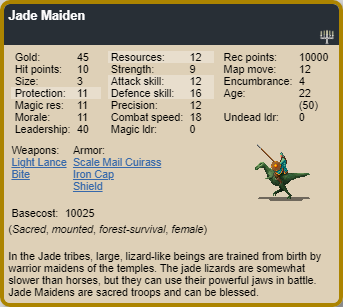 Jade Maiden
Gold: 45 Resources: 12 Rec points: 10000
Hit points: 10 Strength: 9 Map move: 12
Size: 3 Attack skill: 12 Encumbrance: 4
Protection: 11 Defence skill: 16 Age: 22
Magic res: 11 Precision: 12 (50)
Morale: 11 Combat speed: 18 Undead ldr: 0
Leadership: 40 Magic ldr: 0
Weapons: Armor:
Light Lance Scale Mail Cuirass
Bite Iron Cap
Shield
Basecost: 10025
(Sacred, mounted, forest-survival, female)
In the Jade tribes, large, lizard-like beings are trained from birth by
warrior maidens of the temples. The jade lizards are somewhat
slower than horses, but they can use their powerful jaws in battle.
Jade Maidens are sacred troops and can be blessed.